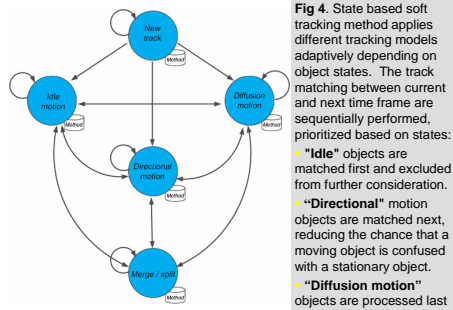 New
track
Method
Idle
motion
Method
Diffusion
motion
Method
Directional
motion
Method
Merge / split
Method
Fig 4. State based soft
tracking method applies
different tracking models
adaptively depending on
object states. The track
matching between current
and next time frame are
sequentially performed,
prioritized based on states:
• "Idle" objects are
matched first and excluded
from further consideration.
• “Directional" motion
objects are matched next,
reducing the chance that a
moving object is confused
with a stationary object.
• “Diffusion motion”
objects are processed last